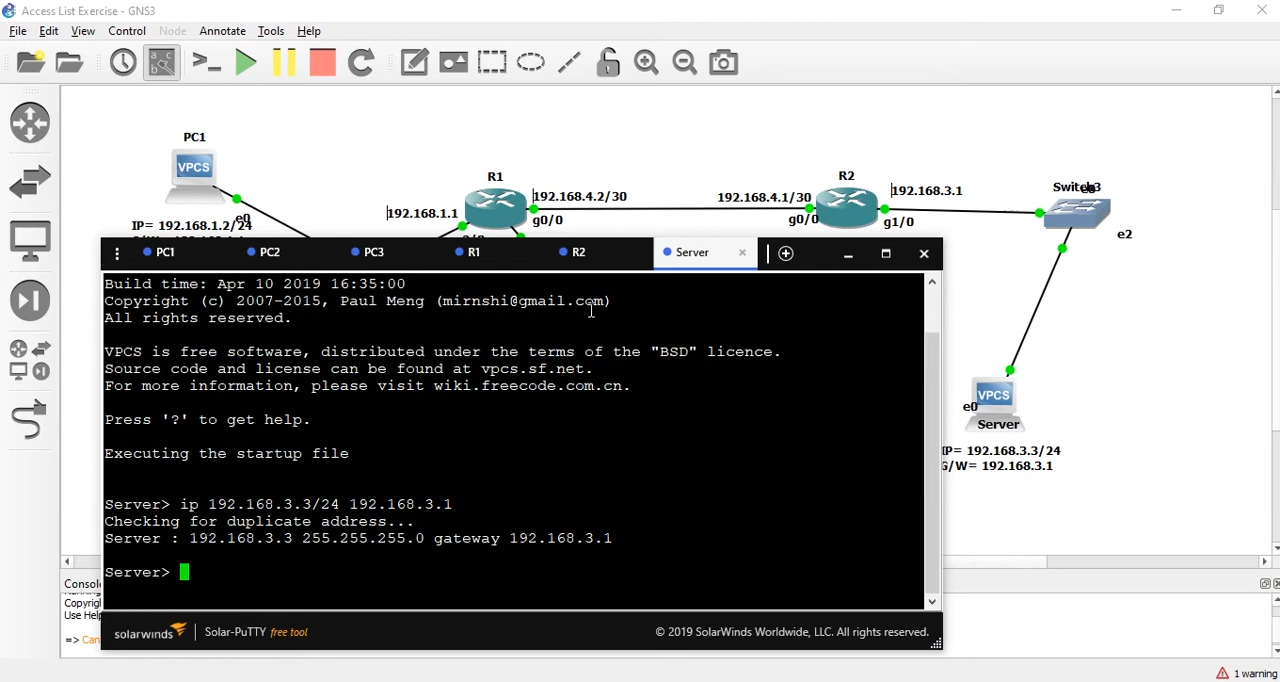 Access List Exercise - GNS3
File Edit View Control Node Annotate Tools Help
PC1
VPCS
IP= 192.168.1.2/24
e0
R1
192.168.4.2/30
192.168.1.1
g0/0
R2
192.168.4.1/30
192.168.3.1
g0/0
g1/0
Switch3
e2
VPCS
e0
Server
IP= 192.168.3.3/24
G/W= 192.168.3.1
PC1 PC2 PC3 R1 R2 Server
Build time: Apr 10 2019 16:35:00
Copyright (c) 2007-2015, Paul Meng (mirnshi@gmail.com)
All rights reserved.
VPCS is free software, distributed under the terms of the "BSD" licence.
Source code and license can be found at vpcs.sf.net.
For more information, please visit wiki.freecode.com.cn.
Press '?' to get help.
Executing the startup file
Server> ip 192.168.3.3/24 192.168.3.1
Checking for duplicate address...
Server : 192.168.3.3 255.255.255.0 gateway 192.168.3.1
Server>
solarwinds Solar-PuTTY free tool © 2019 SolarWinds Worldwide, LLC. All rights reserved.
Console
Copyrig
Use Help
=> Can
1 warning